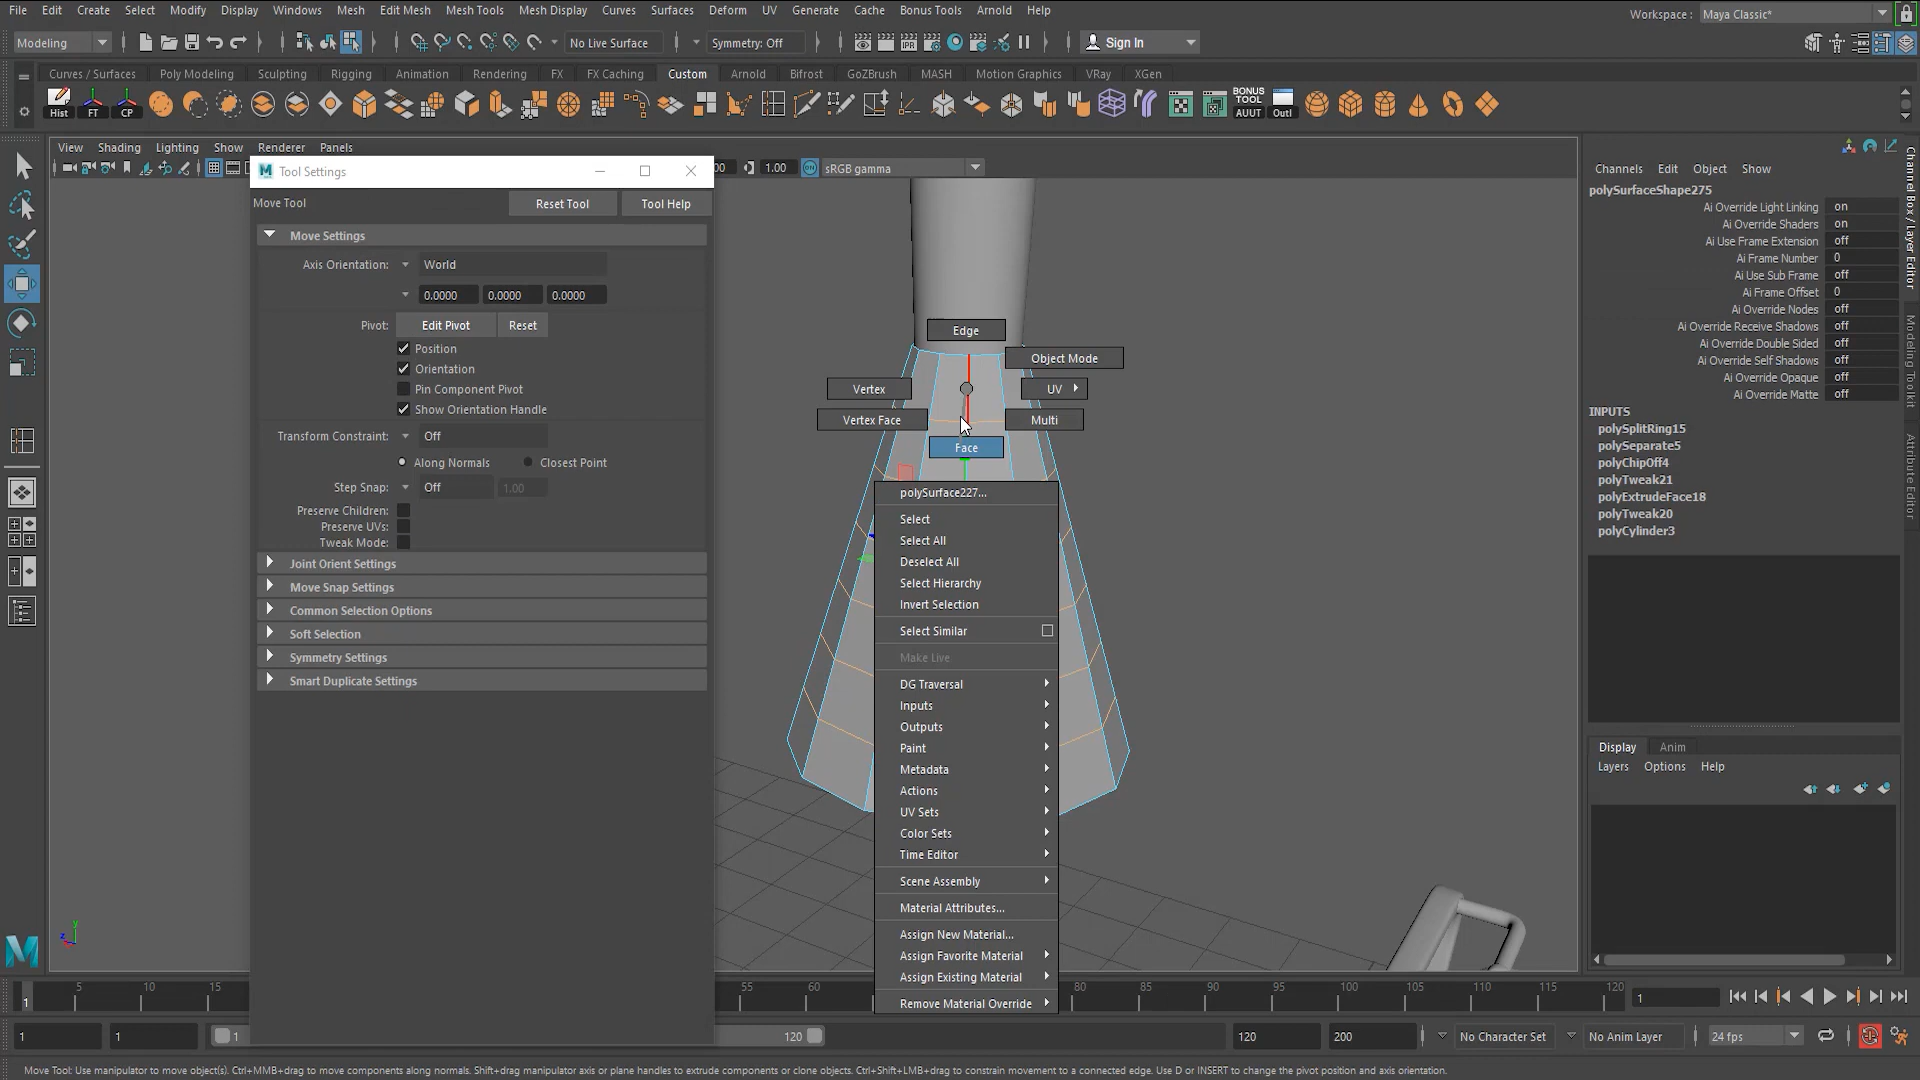 File Edit Create Select Modify Display Windows Mesh Edit Mesh Mesh Tools Mesh Display Curves Surfaces Deform UV Generate Cache Bonus Tools Arnold Help
Workspace : Maya Classic*
Modeling No Live Surface Symmetry: Off Sign In
Curves / Surfaces Poly Modeling Sculpting Rigging Animation Rendering FX FX Caching Custom Arnold Bifrost GoZBrush MASH Motion Graphics VRay XGen
Hist FT CP BONUS TOOL AUUT Outl
View Shading Lighting Show Renderer Panels
1.00 sRGB gamma
Tool Settings
Move Tool Reset Tool Tool Help
Move Settings
Axis Orientation: World
0.0000 0.0000 0.0000
Pivot: Edit Pivot Reset
Position
Orientation
Pin Component Pivot
Show Orientation Handle
Transform Constraint: Off
Along Normals Closest Point
Step Snap: Off 1.00
Preserve Children:
Preserve UVs:
Tweak Mode:
Joint Orient Settings
Move Snap Settings
Common Selection Options
Soft Selection
Symmetry Settings
Smart Duplicate Settings
Edge
Object Mode
Vertex UV
Vertex Face Multi
Face
polySurface227...
Select
Select All
Deselect All
Select Hierarchy
Invert Selection
Select Similar
Make Live
DG Traversal
Inputs
Outputs
Paint
Metadata
Actions
UV Sets
Color Sets
Time Editor
Scene Assembly
Material Attributes...
Assign New Material...
Assign Favorite Material
Assign Existing Material
Remove Material Override
Channels Edit Object Show
polySurfaceShape275
Ai Override Light Linking on
Ai Override Shaders on
Ai Use Frame Extension off
Ai Frame Number 0
Ai Use Sub Frame off
Ai Frame Offset 0
Ai Override Nodes off
Ai Override Receive Shadows off
Ai Override Double Sided off
Ai Override Self Shadows off
Ai Override Opaque off
Ai Override Matte off
INPUTS
polySplitRing15
polySeparate5
polyChipOff4
polyTweak21
polyExtrudeFace18
polyTweak20
polyCylinder3
Channel Box / Layer Editor
Modeling Toolkit
Attribute Editor
Display Anim
Layers Options Help
y
z
1 5 10 15 55 60 80 85 90 95 100 105 110 115 120 1
1 1 1 120 120 200 No Character Set No Anim Layer 24 fps
Move Tool: Use manipulator to move object(s). Ctrl+MMB+drag to move components along normals. Shift+drag manipulator axis or plane handles to extrude components or clone objects. Ctrl+Shift+LMB+drag to constrain movement to a connected edge. Use D or INSERT to change the pivot position and axis orientation.